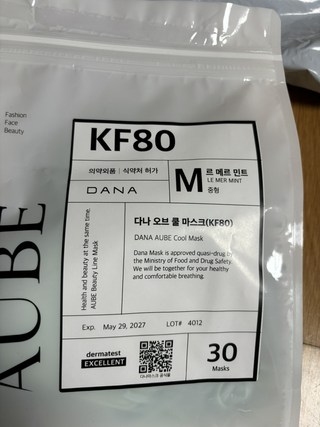 Fashion
Face
Beauty
AUBE
KF80
의약외품 | 식약처 허가
DANA
M 르 메르 민트
LE MER MINT
중형
Health and beauty at the same time.
AUBE Beauty Line Mask
다나 오브 쿨 마스크(KF80)
DANA AUBE Cool Mask
Dana Mask is approved quasi-drug by
the Ministry of Food and Drug Safety.
We will be together for your healthy
and comfortable breathing.
Exp. May 29, 2027
LOT# 4012
dermatest
EXCELLENT
30
Masks